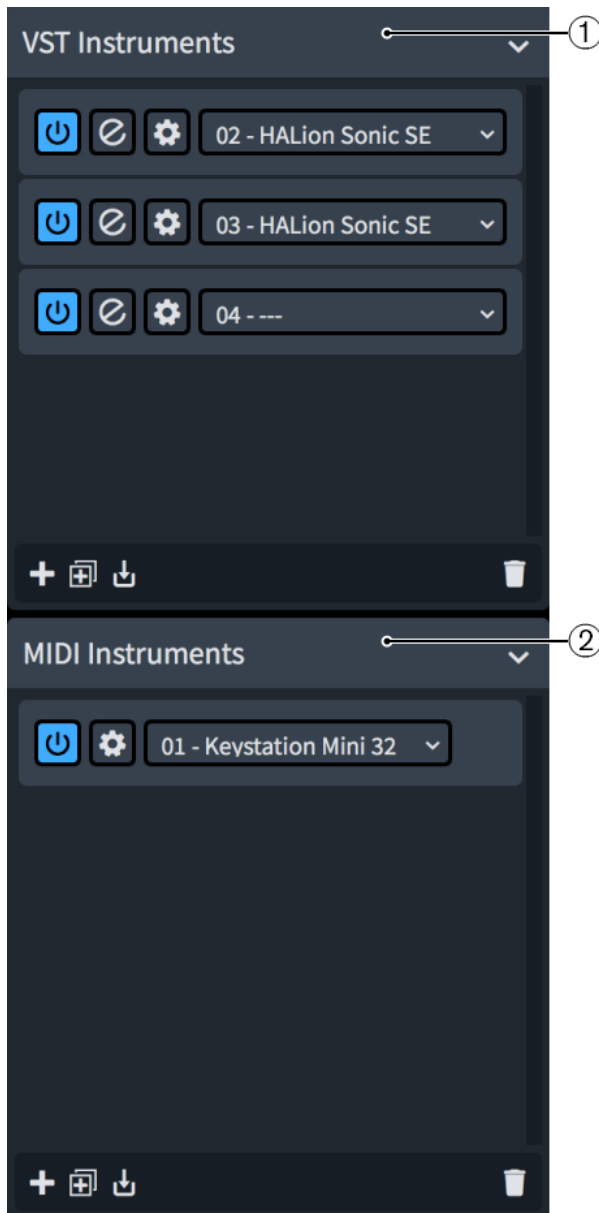 VST Instruments
①
02 - HALion Sonic SE
03 - HALion Sonic SE
04 - ---
MIDI Instruments
②
01 - Keystation Mini 32